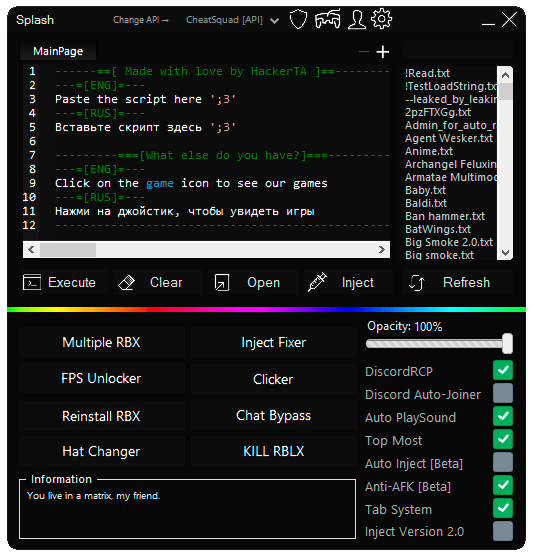 Splash
Change API →
CheatSquad [API]
MainPage
1 ------==[ Made with love by HackerTA ]==--------
2 ---=[ENG]=---
3 Paste the script here ';3'
4 ---=[RUS]=---
5 Вставьте скрипт здесь ';3'
6
7 ---------===[What else do you have?]===---------
8 ---=[ENG]=---
9 Click on the game icon to see our games
10 ---=[RUS]=---
11 Нажми на джойстик, чтобы увидеть игры
12 ------------------------------------------------
!Read.txt
!TestLoadString.txt
--leaked_by_leakin
2pzFTXGg.txt
Admin_for_auto_ra
Agent Wesker.txt
Anime.txt
Archangel Feluxin
Armatae Multimod
Baby.txt
Baldi.txt
Ban hammer.txt
BatWings.txt
Big Smoke 2.0.txt
Big smoke.txt
Execute
Clear
Open
Inject
Refresh
Multiple RBX
Inject Fixer
FPS Unlocker
Clicker
Reinstall RBX
Chat Bypass
Hat Changer
KILL RBLX
Information
You live in a matrix, my friend.
Opacity: 100%
DiscordRCP
Discord Auto-Joiner
Auto PlaySound
Top Most
Auto Inject [Beta]
Anti-AFK [Beta]
Tab System
Inject Version 2.0